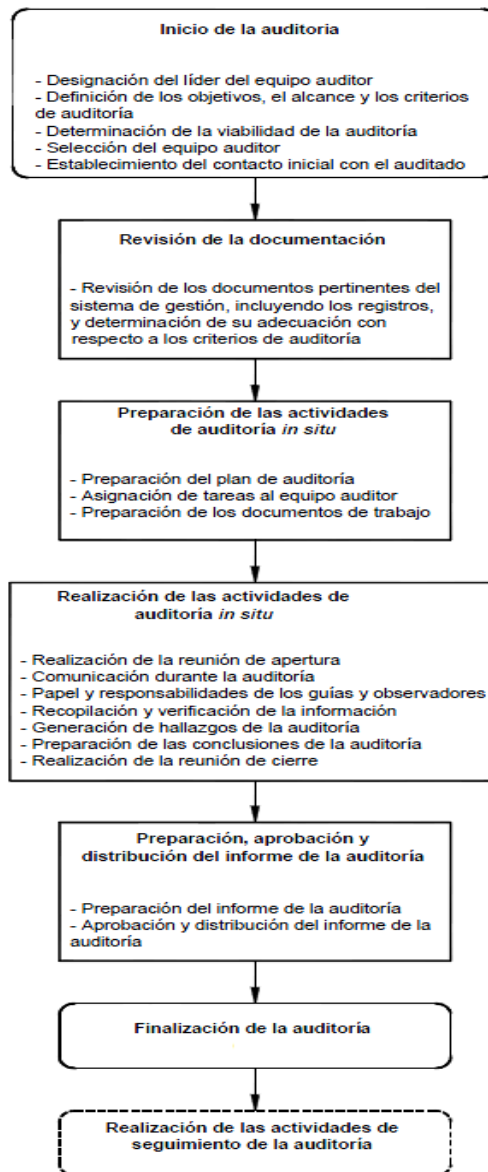 Inicio de la auditoria
- Designación del líder del equipo auditor
- Definición de los objetivos, el alcance y los criterios
de auditoría
- Determinación de la viabilidad de la auditoría
- Selección del equipo auditor
- Establecimiento del contacto inicial con el auditado
Revisión de la documentación
- Revisión de los documentos pertinentes del
sistema de gestión, incluyendo los registros,
y determinación de su adecuación con
respecto a los criterios de auditoría
Preparación de las actividades
de auditoría in situ
- Preparación del plan de auditoría
- Asignación de tareas al equipo auditor
- Preparación de los documentos de trabajo
Realización de las actividades de
auditoría in situ
- Realización de la reunión de apertura
- Comunicación durante la auditoría
- Papel y responsabilidades de los guías y observadores
- Recopilación y verificación de la información
- Generación de hallazgos de la auditoría
- Preparación de las conclusiones de la auditoría
- Realización de la reunión de cierre
Preparación, aprobación y
distribución del informe de la auditoría
- Preparación del informe de la auditoría
- Aprobación y distribución del informe de la
auditoría
Finalización de la auditoría
Realización de las actividades de
seguimiento de la auditoría